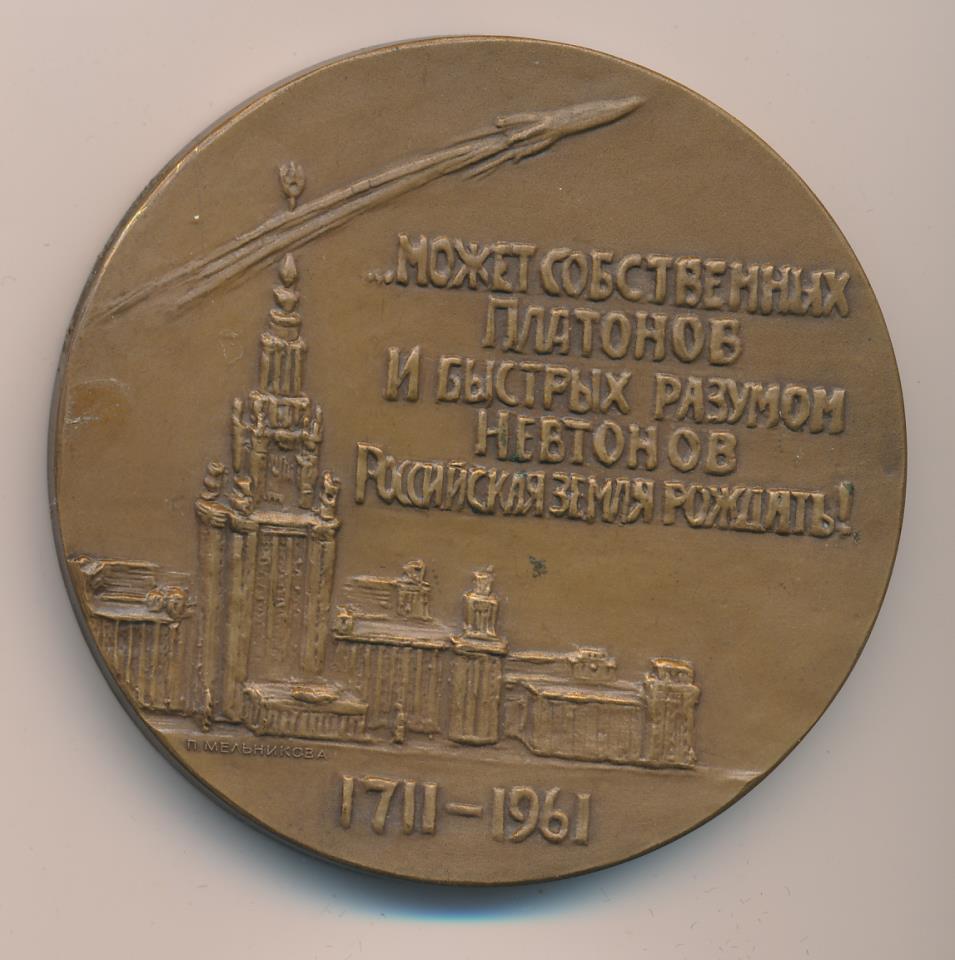 ...МОЖЕТ СОБСТВЕННЫХ
ПЛАТОНОВ
И БЫСТРЫХ РАЗУМОМ
НЕВТОНОВ
РОССИЙСКАЯ ЗЕМЛЯ РОЖДАТЬ!
П. МЕЛЬНИКОВА
1711–1961